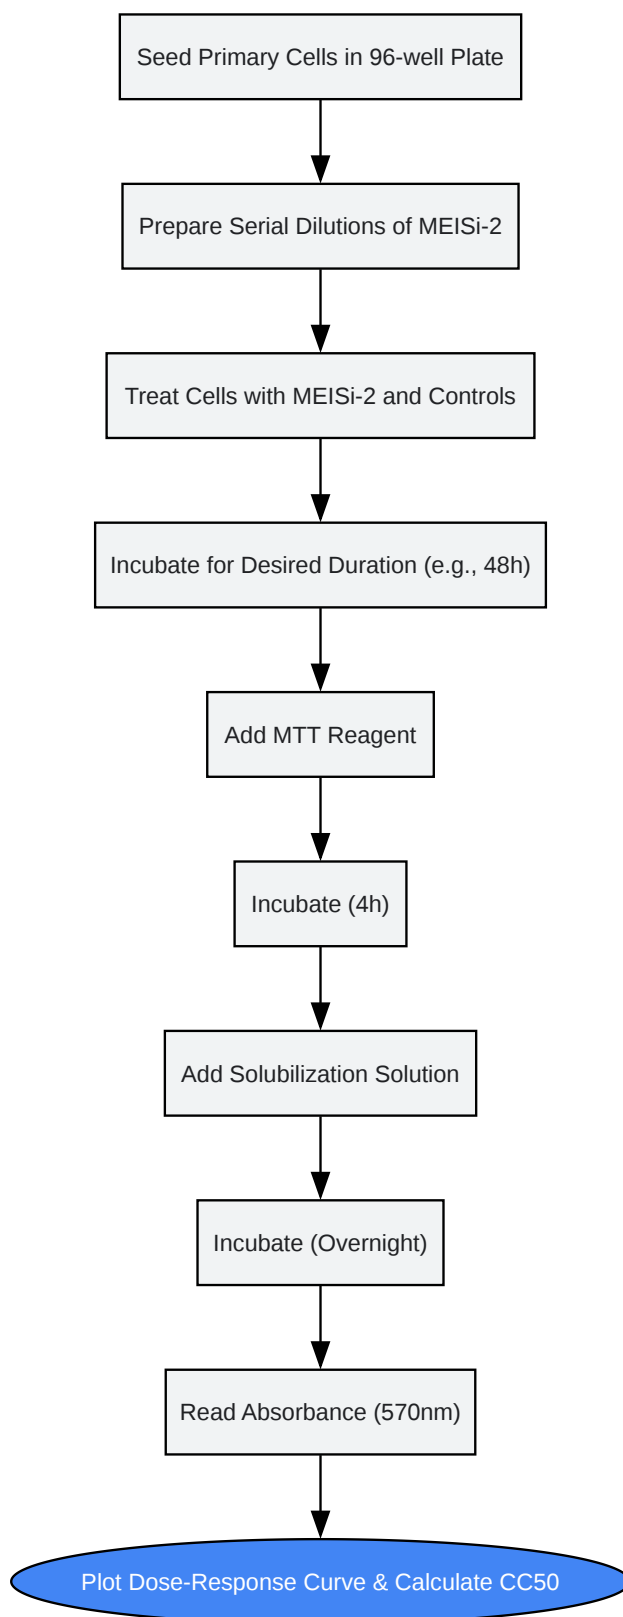 Seed Primary Cells in 96-well Plate
Prepare Serial Dilutions of MEISi-2
Treat Cells with MEISi-2 and Controls
Incubate for Desired Duration (e.g., 48h)
Add MTT Reagent
Incubate (4h)
Add Solubilization Solution
Incubate (Overnight)
Read Absorbance (570nm)
Plot Dose-Response Curve & Calculate CC50